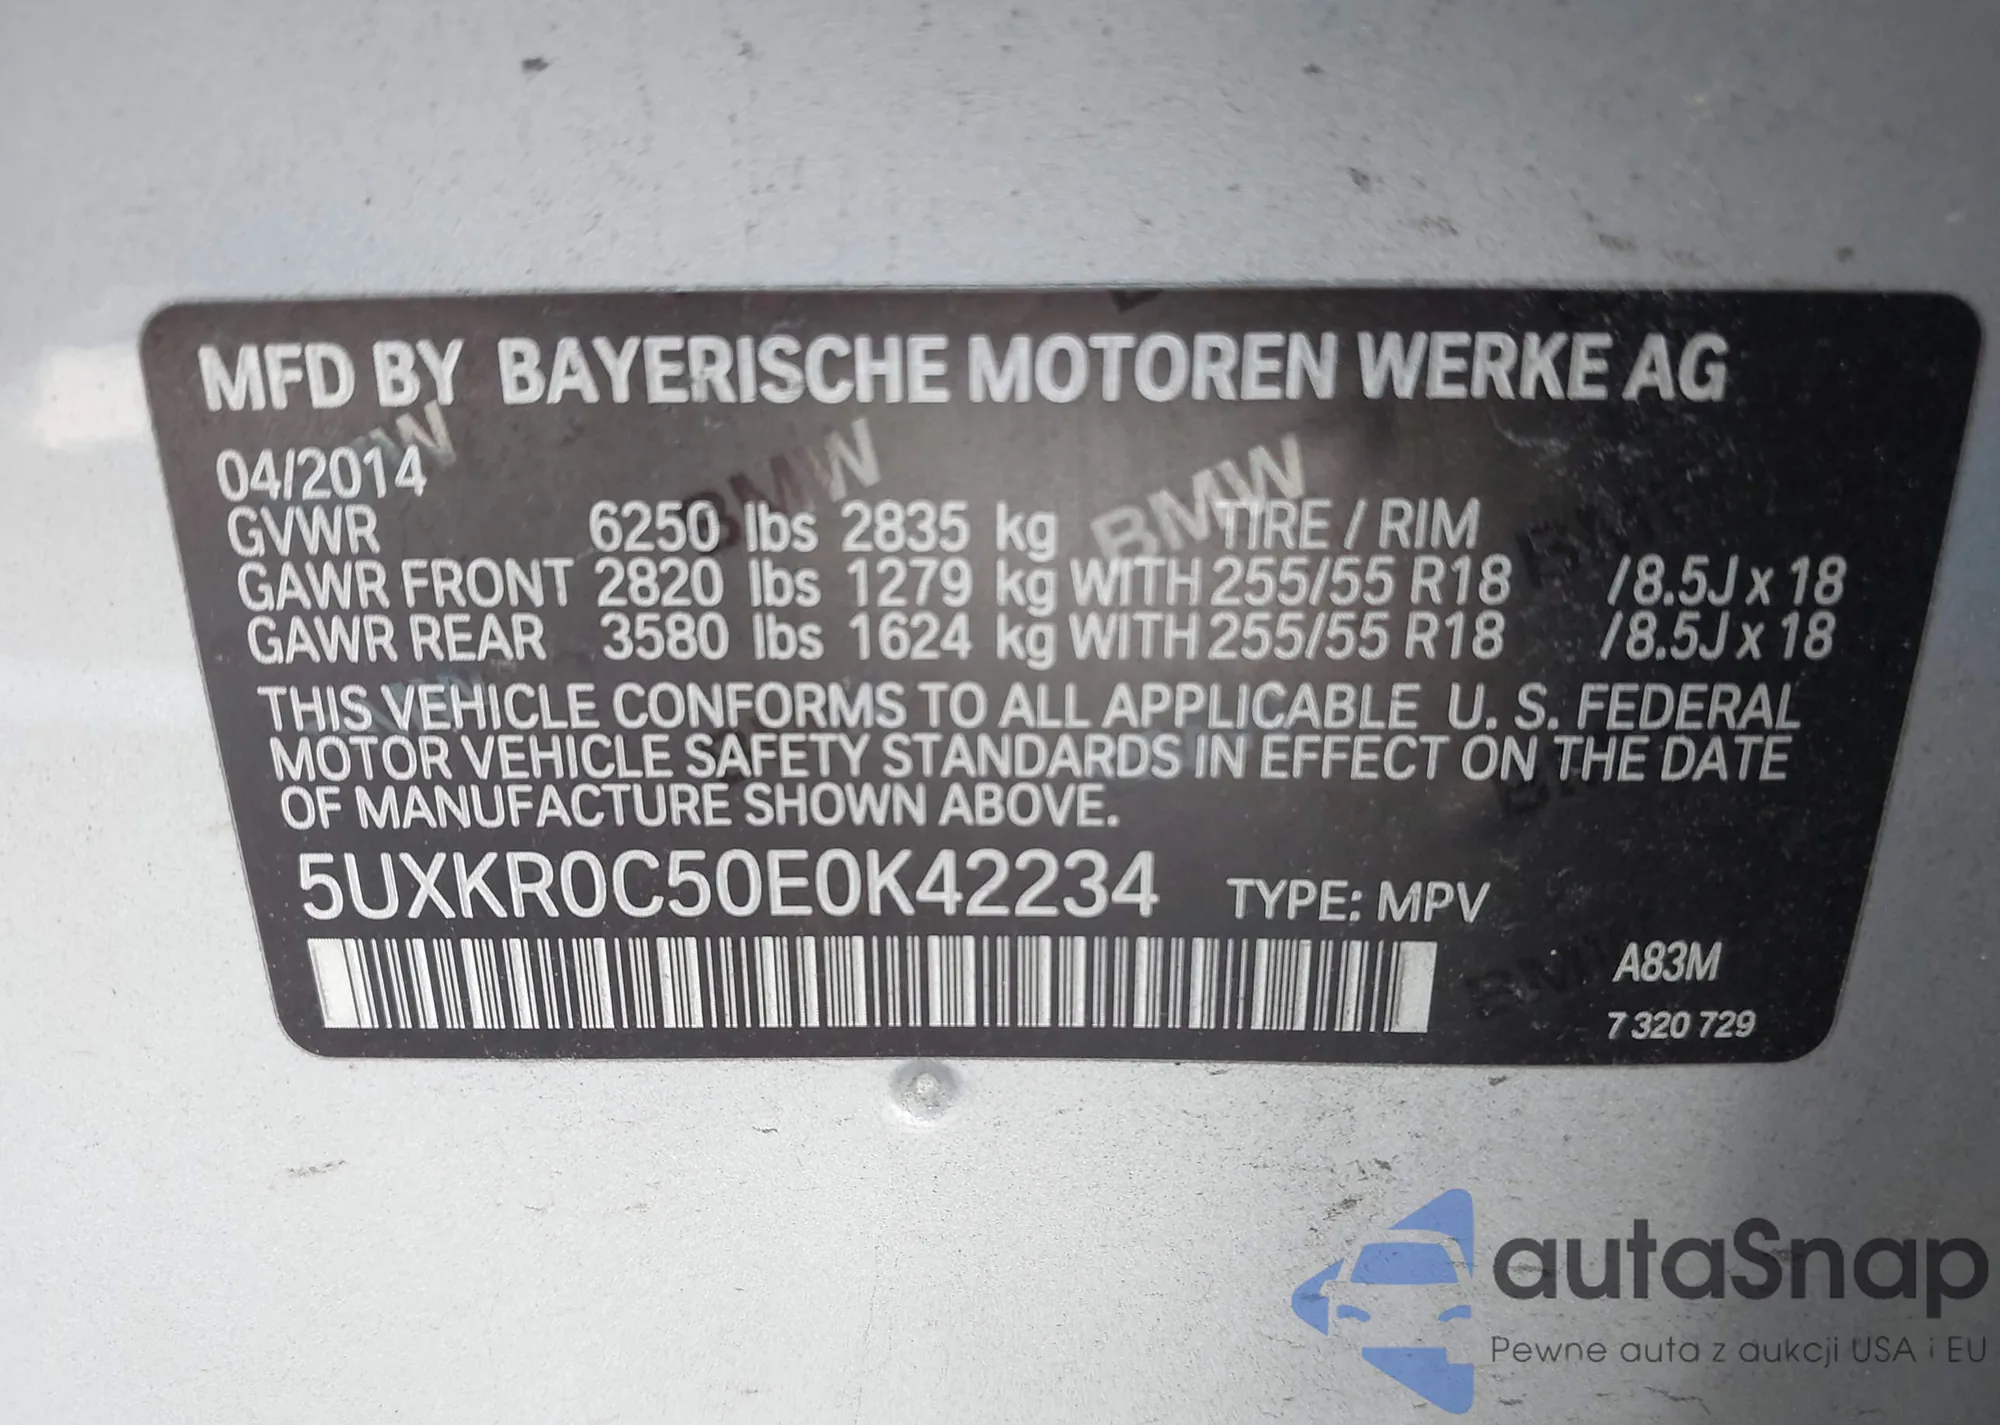 MFD BY BAYERISCHE MOTOREN WERKE AG
04/2014
GVWR 6250 lbs 2835 kg TIRE / RIM
GAWR FRONT 2820 lbs 1279 kg WITH 255/55 R18 /8.5J x 18
GAWR REAR 3580 lbs 1624 kg WITH 255/55 R18 /8.5J x 18
THIS VEHICLE CONFORMS TO ALL APPLICABLE U. S. FEDERAL
MOTOR VEHICLE SAFETY STANDARDS IN EFFECT ON THE DATE
OF MANUFACTURE SHOWN ABOVE.
5UXKR0C50E0K42234 TYPE: MPV
A83M
7 320 729
autaSnap
Pewne auta z aukcji USA i EU